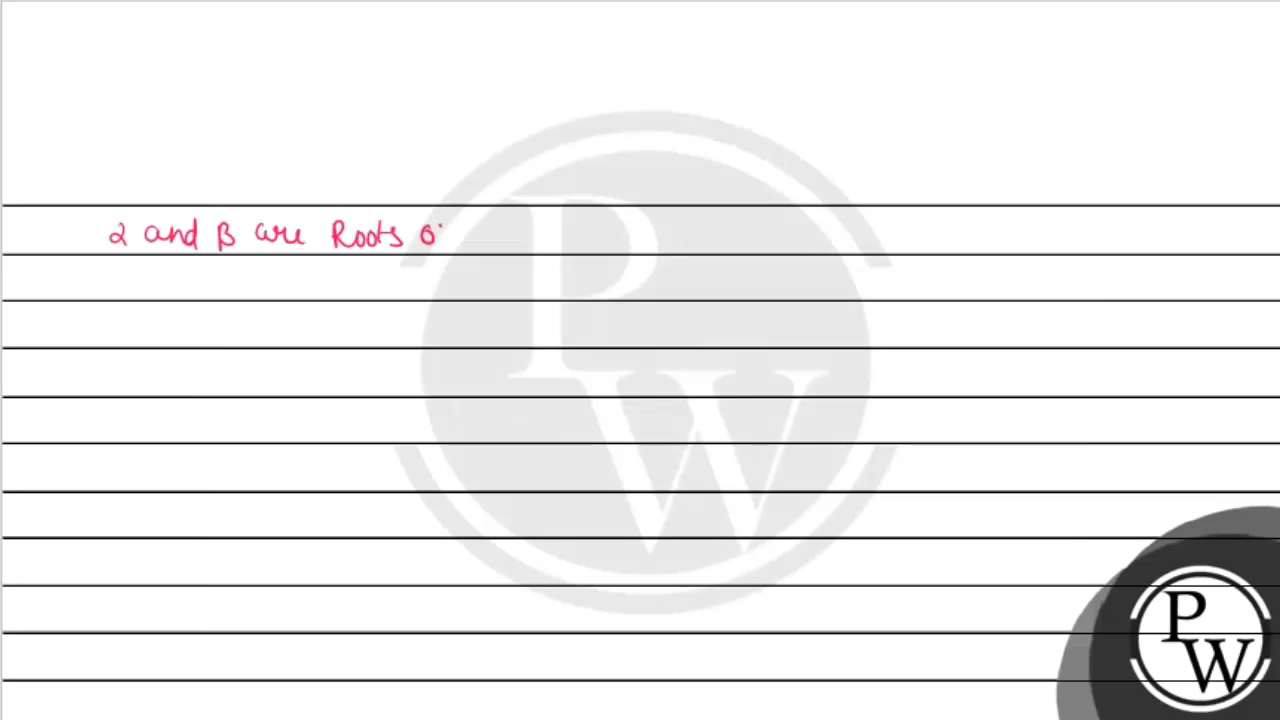 α and β are Roots o
P
W
P
W